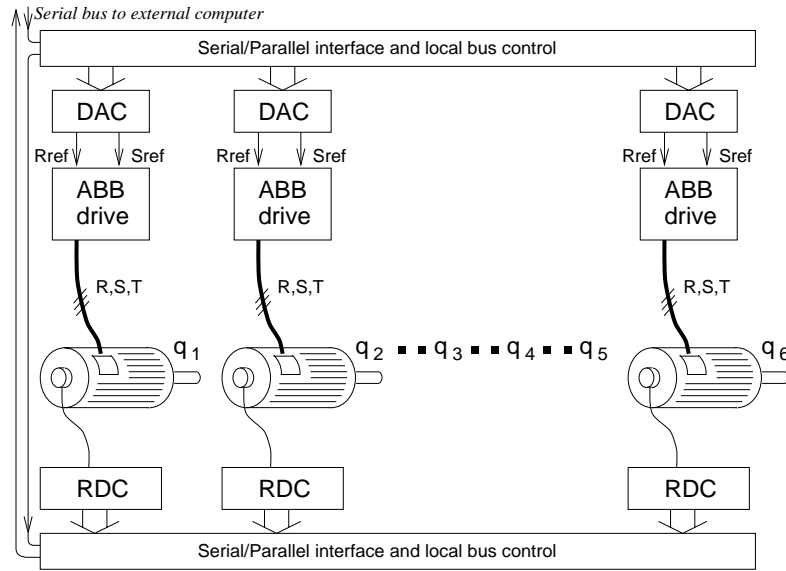 Serial bus to external computer
Serial/Parallel interface and local bus control
DAC DAC DAC
Rref Sref Rref Sref Rref Sref
ABB drive
ABB drive
ABB drive
R,S,T R,S,T R,S,T
q1 q2 q3 q4 q5 q6
RDC RDC RDC
Serial/Parallel interface and local bus control